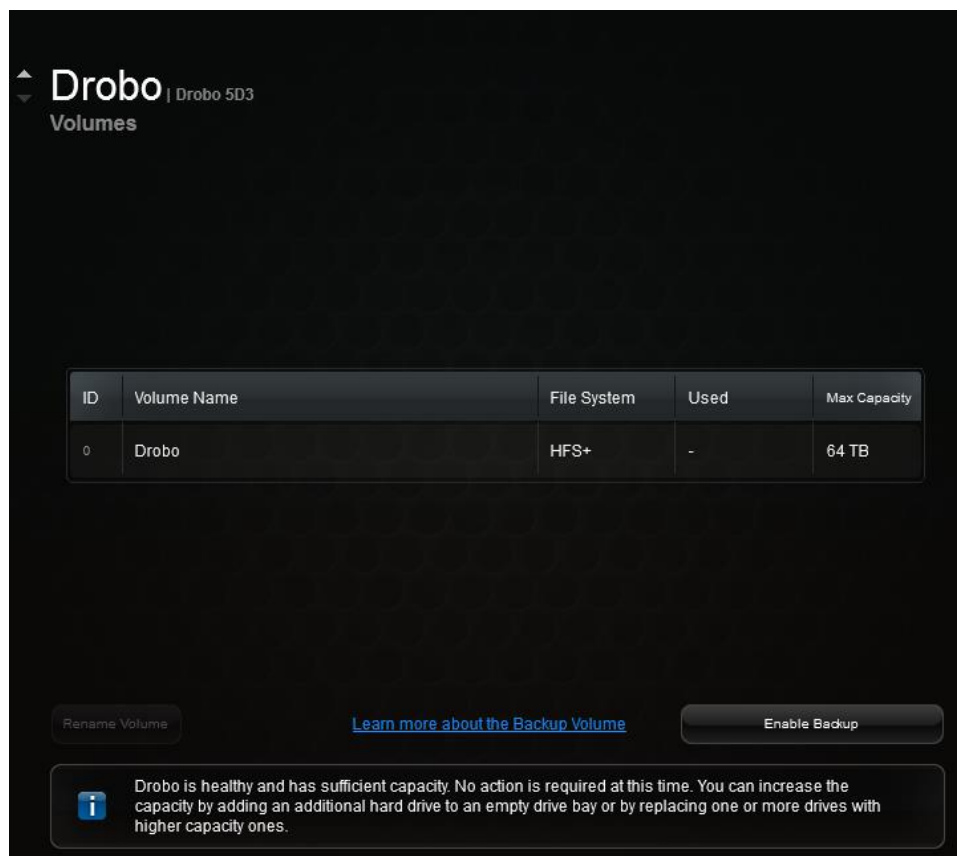 Drobo | Drobo 5D3
Volumes
ID Volume Name File System Used Max Capacity
0 Drobo HFS+ - 64 TB
Rename Volume Learn more about the Backup Volume Enable Backup
Drobo is healthy and has sufficient capacity. No action is required at this time. You can increase the
capacity by adding an additional hard drive to an empty drive bay or by replacing one or more drives with
higher capacity ones.